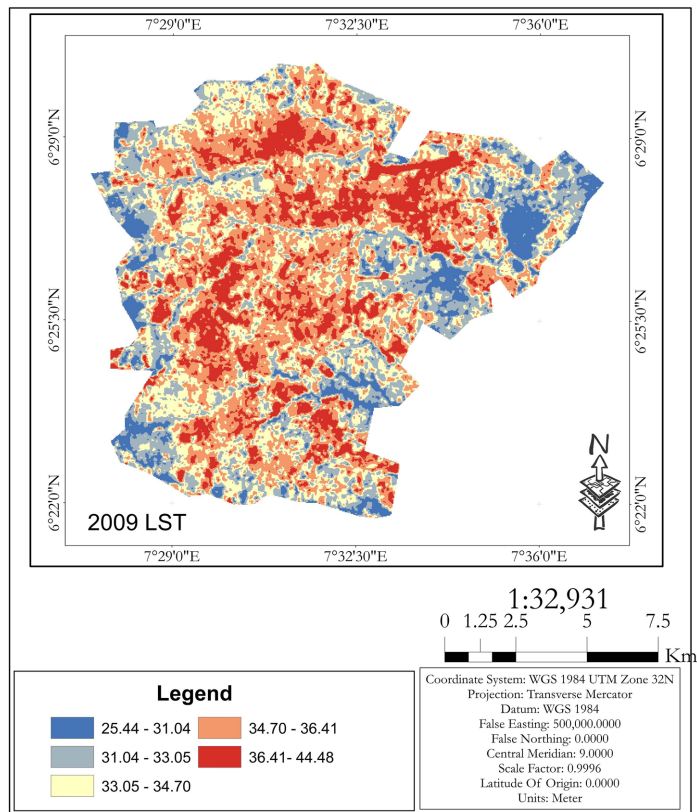 7°29'0"E 7°32'30"E 7°36'0"E
6°29'0"N 6°29'0"N
6°25'30"N 6°25'30"N
6°22'0"N 6°22'0"N
N
2009 LST
7°29'0"E 7°32'30"E 7°36'0"E
1:32,931
0 1.25 2.5 5 7.5
Km
Legend
25.44 - 31.04 34.70 - 36.41
31.04 - 33.05 36.41- 44.48
33.05 - 34.70
Coordinate System: WGS 1984 UTM Zone 32N
Projection: Transverse Mercator
Datum: WGS 1984
False Easting: 500,000.0000
False Northing: 0.0000
Central Meridian: 9.0000
Scale Factor: 0.9996
Latitude Of Origin: 0.0000
Units: Meter